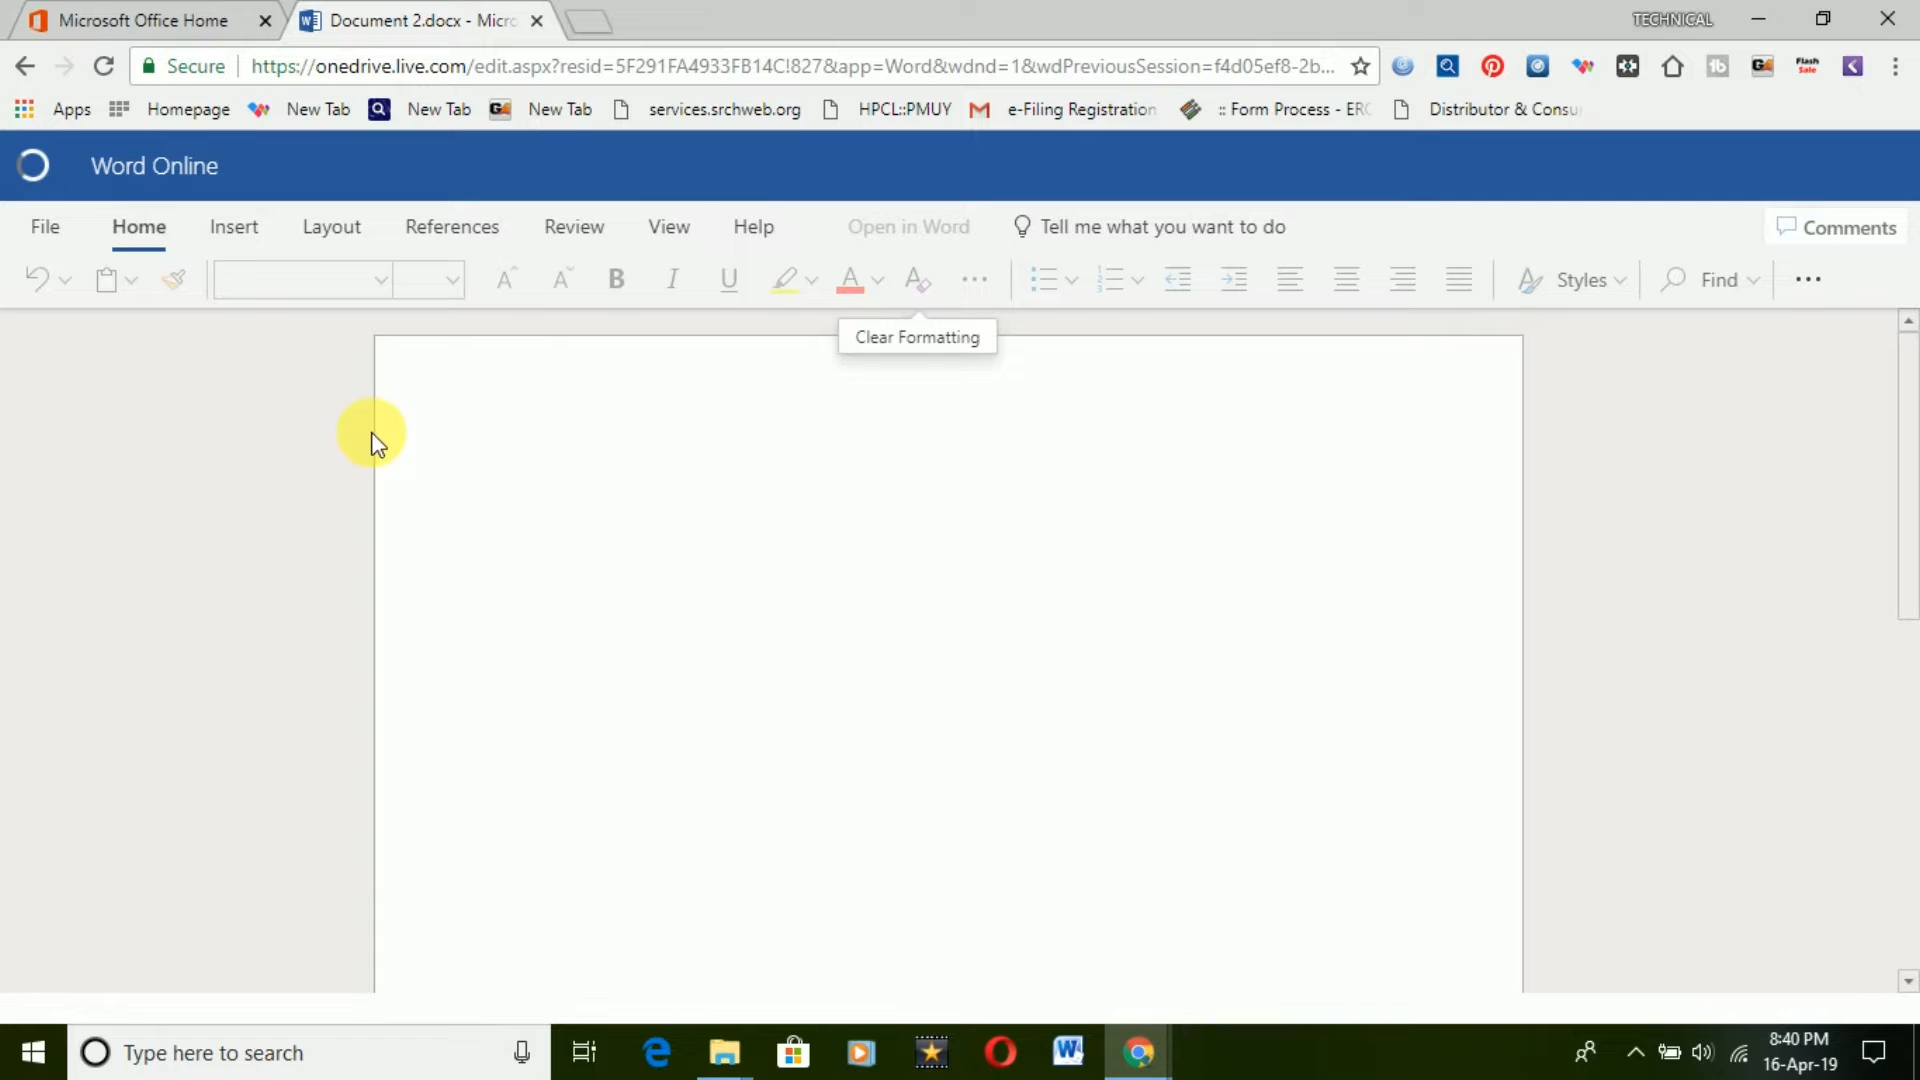 Microsoft Office Home
Document 2.docx - Micro
TECHNICAL
Secure
https://onedrive.live.com/edit.aspx?resid=5F291FA4933FB14C!827&app=Word&wdnd=1&wdPreviousSession=f4d05ef8-2b...
Flash
Sale
Apps
Homepage
New Tab
New Tab
New Tab
services.srchweb.org
HPCL::PMUY
e-Filing Registration
:: Form Process - ERO
Distributor & Consu
Word Online
File
Home
Insert
Layout
References
Review
View
Help
Open in Word
Tell me what you want to do
Comments
B
I
U
Styles
Find
Clear Formatting
Type here to search
8:40 PM
16-Apr-19